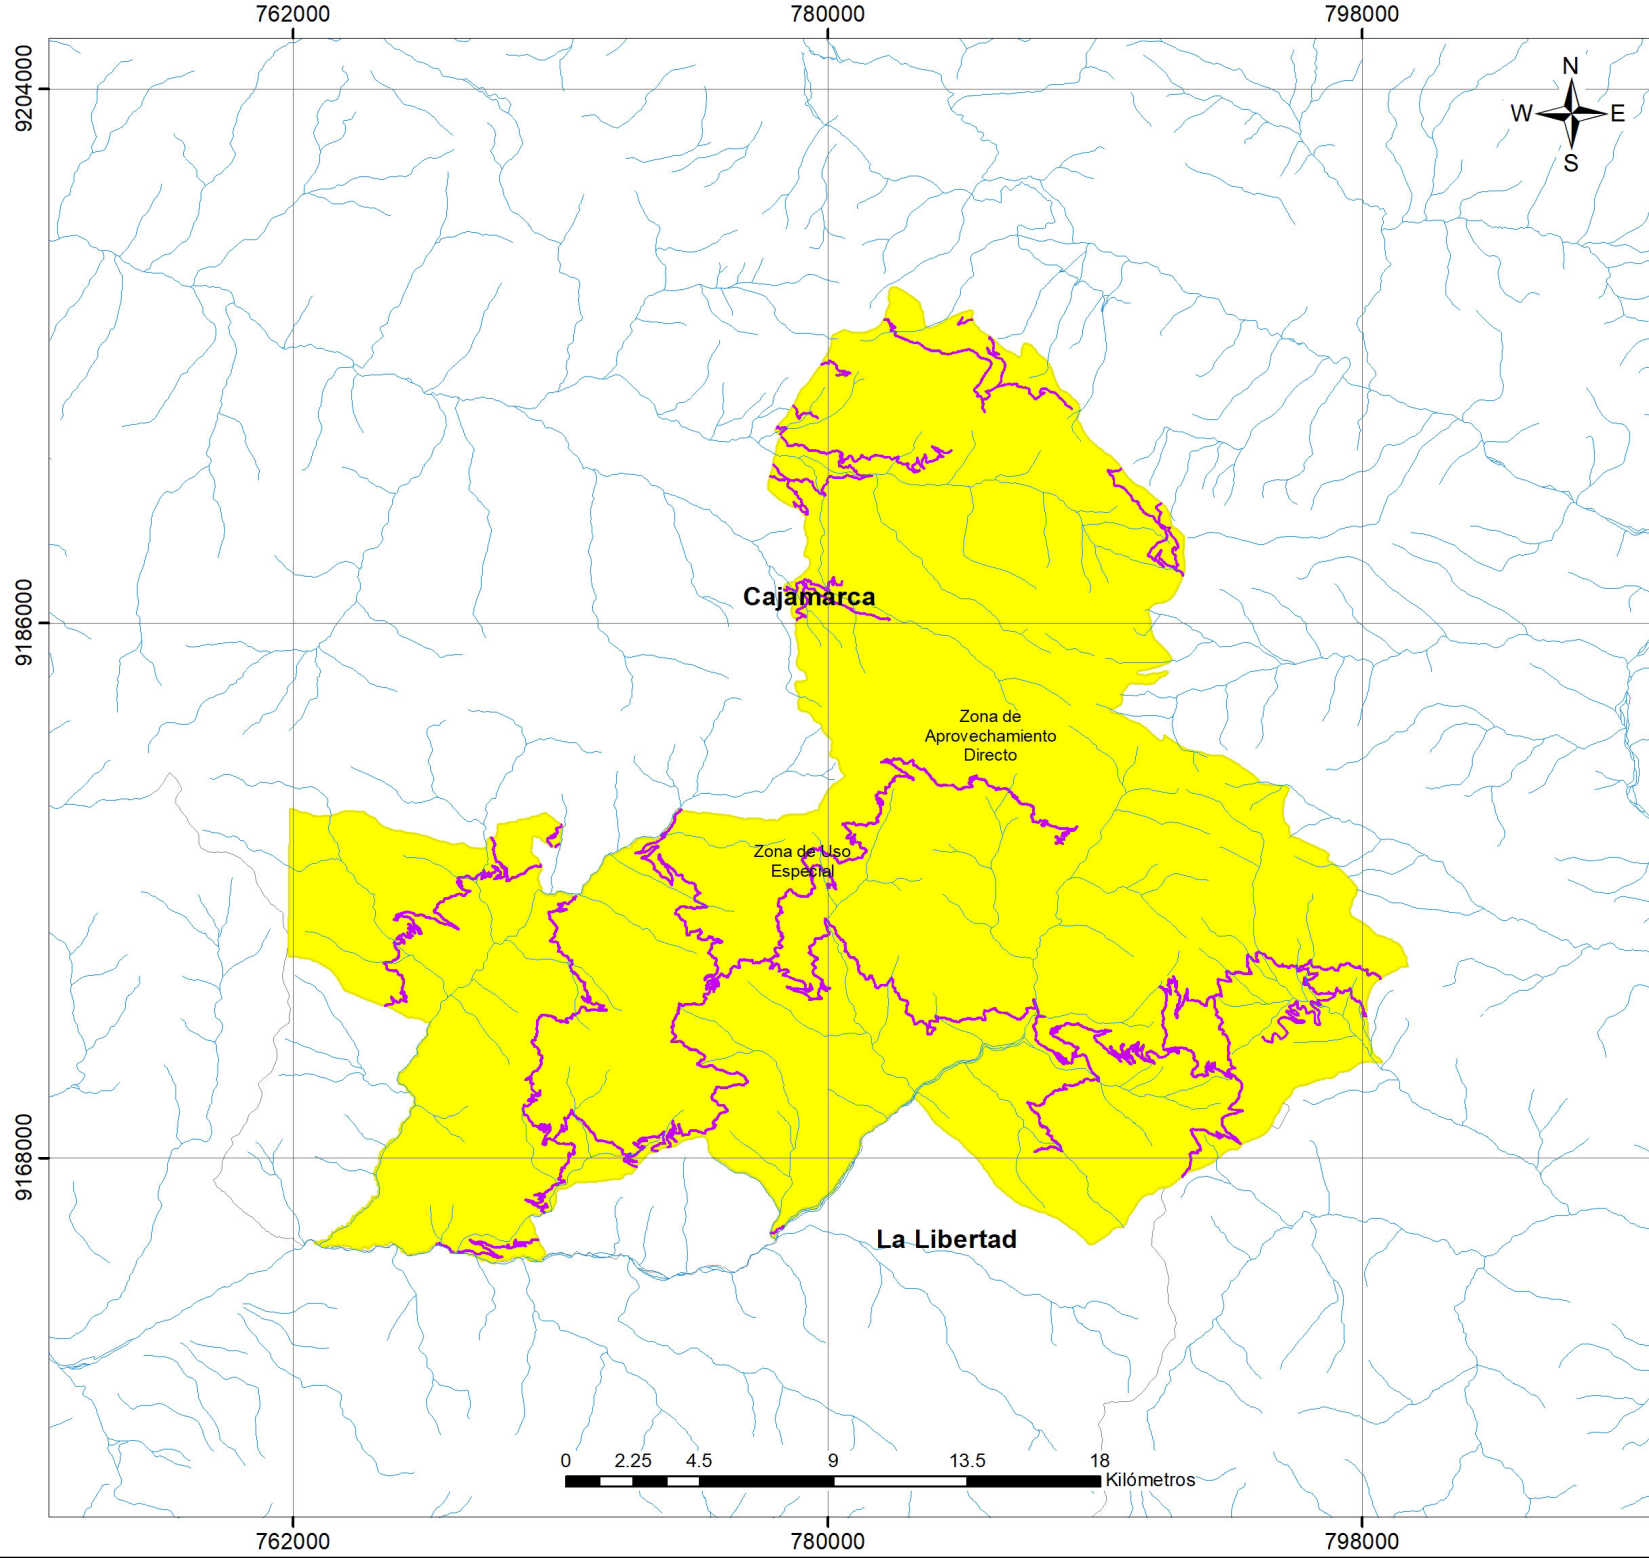 762000
780000
798000
9204000
N
W
E
S
9186000
Cajamarca
Zona de
Aprovechamiento
Directo
Zona de Uso
Especial
9168000
La Libertad
0
2.25
4.5
9
13.5
18
Kilómetros
762000
780000
798000